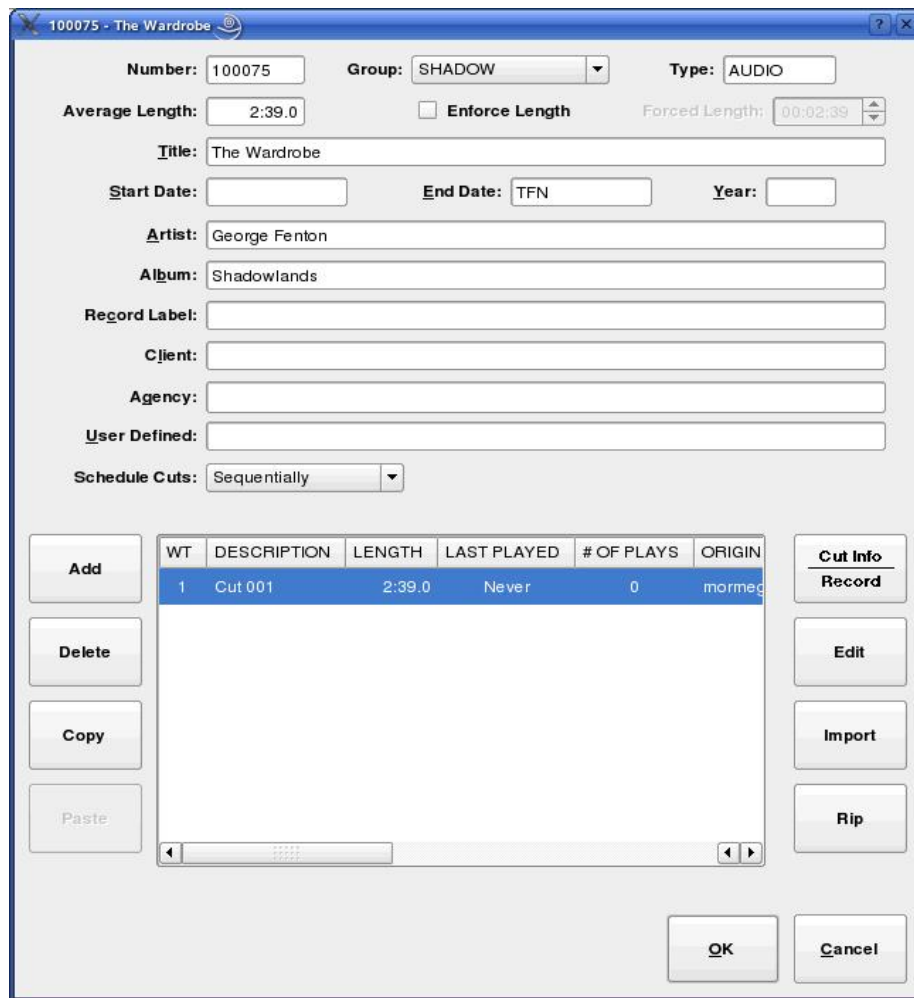 100075 - The Wardrobe
Number: 100075 Group: SHADOW Type: AUDIO
Average Length: 2:39.0 Enforce Length Forced Length: 00:02:39
Title: The Wardrobe
Start Date: End Date: TFN Year:
Artist: George Fenton
Album: Shadowlands
Record Label:
Client:
Agency:
User Defined:
Schedule Cuts: Sequentially
Add
WT DESCRIPTION LENGTH LAST PLAYED # OF PLAYS ORIGIN
1 Cut 001 2:39.0 Never 0 mormeg
Cut Info
Record
Delete
Edit
Copy
Import
Paste
Rip
OK
Cancel